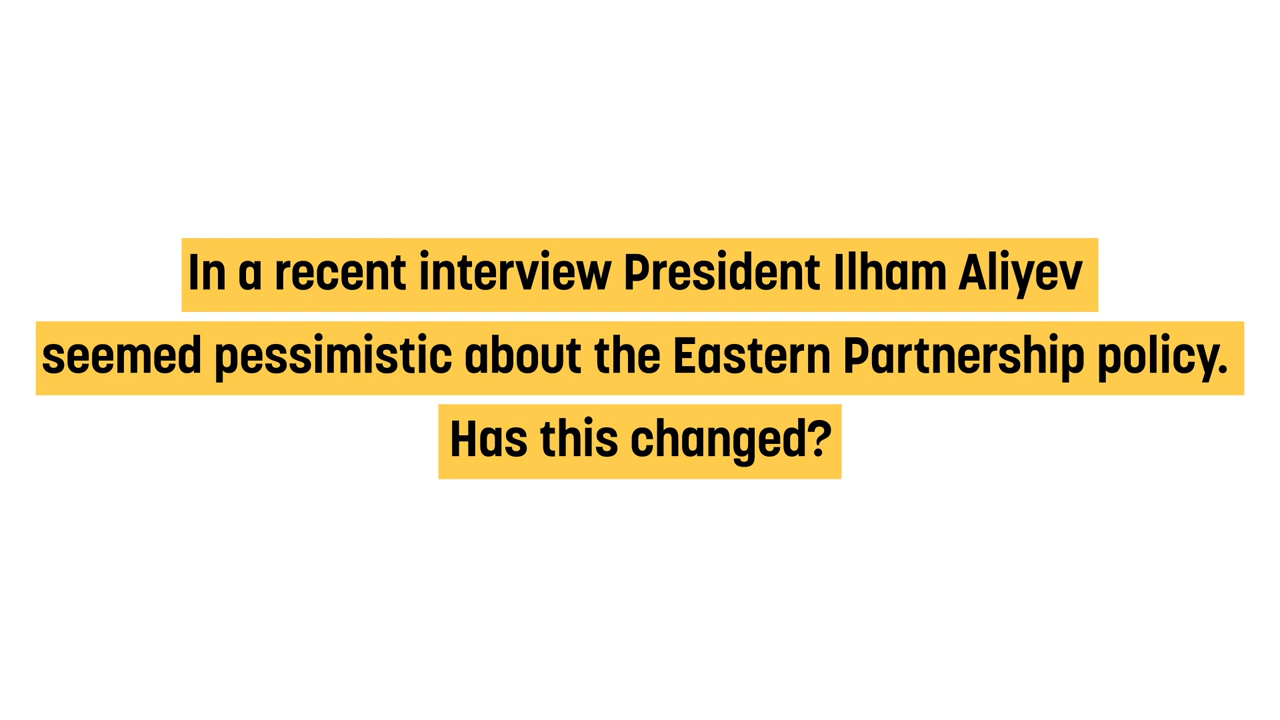 In a recent interview President Ilham Aliyev
seemed pessimistic about the Eastern Partnership policy.
Has this changed?